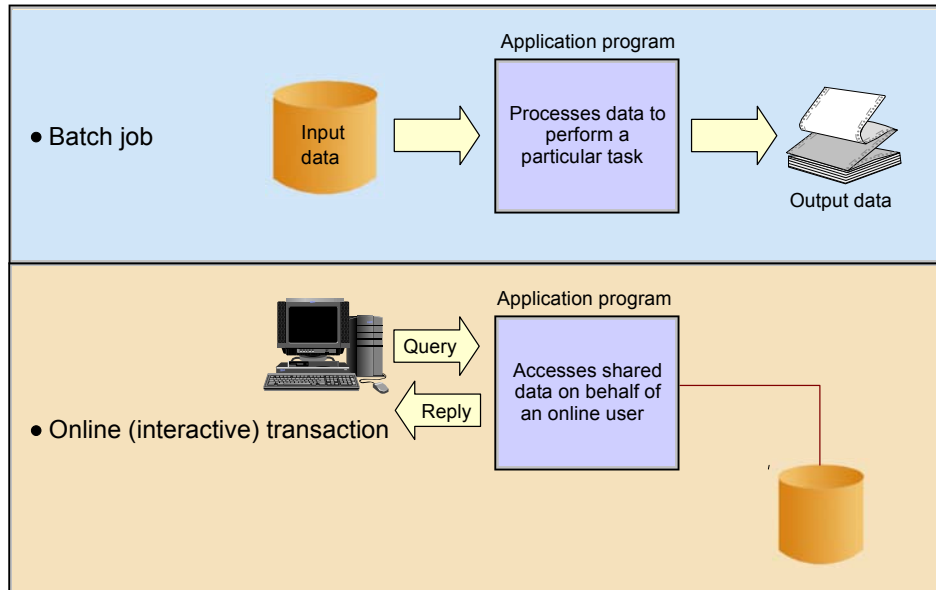 Application program
● Batch job
Input
data
Processes data to
perform a
particular task
Output data
Application program
Query
Reply
Accesses shared
data on behalf of
an online user
● Online (interactive) transaction